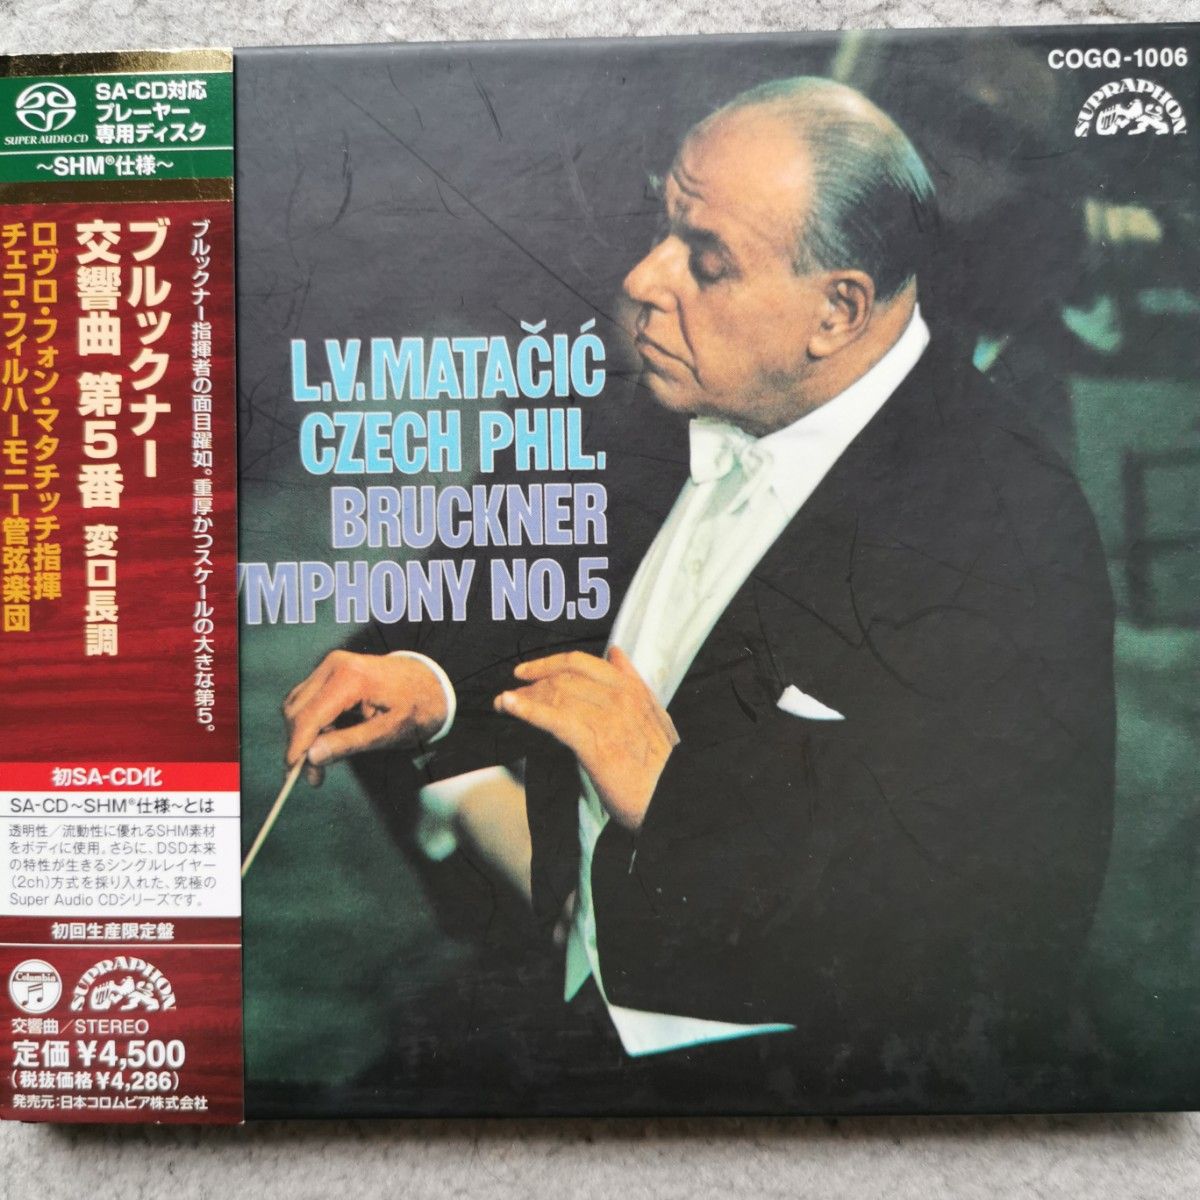 SUPER AUDIO CD
SA-CD対応
プレーヤー
専用ディスク
～SHM®仕様～
ブルックナー指揮者の面目躍如。重厚かつスケールの大きな第5。
ブルックナー
交響曲 第5番 変ロ長調
ロヴロ・フォン・マタチッチ指揮
チェコ・フィルハーモニー管弦楽団
初SA-CD化
SA-CD～SHM®仕様～とは
透明性／流動性に優れるSHM素材
をボディに使用。さらに、DSD本来
の特性が生きるシングルレイヤー
(2ch)方式を採り入れた、究極の
Super Audio CDシリーズです。
初回生産限定盤
Columbia
SUPRAPHON
交響曲／STEREO
定価 ¥4,500
(税抜価格¥4,286)
発売元:日本コロムビア株式会社
COGQ-1006
SUPRAPHON
L.V.MATAČIĆ
CZECH PHIL.
BRUCKNER
YMPHONY NO.5